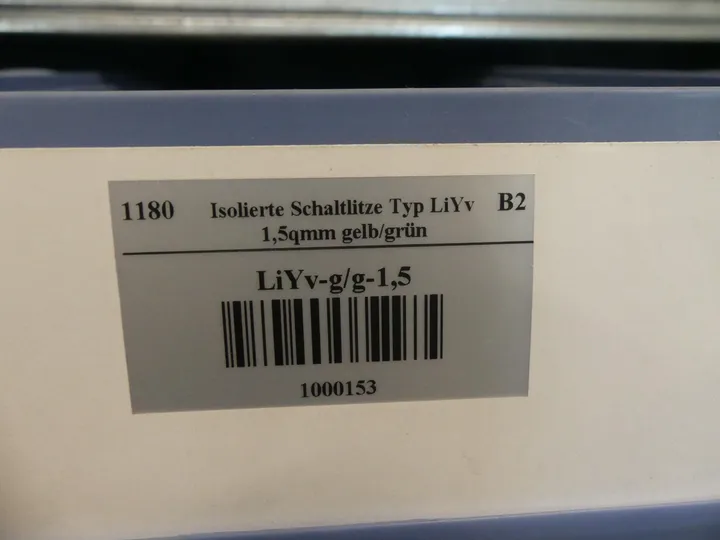 1180 Isolierte Schaltlitze Typ LiYv B2
1,5qmm gelb/grün
LiYv-g/g-1,5
1000153